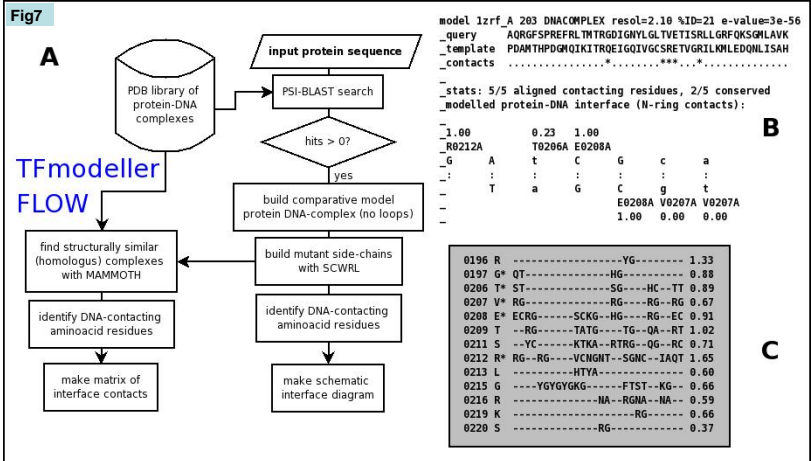 Fig7
A
PDB library of
protein-DNA
complexes
input protein sequence
PSI-BLAST search
hits > 0?
yes
TFmodeller
FLOW
build comparative model
protein DNA-complex (no loops)
find structurally similar
(homologus) complexes
with MAMMOTH
build mutant side-chains
with SCWRL
identify DNA-contacting
aminoacid residues
identify DNA-contacting
aminoacid residues
make matrix of
interface contacts
make schematic
interface diagram
model 1zrf_A 203 DNACOMPLEX resol=2.10 %ID=21 e-value=3e-56
_query AQRGFSPREFRLTMTRGDIGNYLGLTVETISRLLGRFQKSGMLAVK
_template PDAMTHPDGMQIKITRQEIGQIVGCSRETVGRILKMLEDQNLISAH
_contacts ................*........***...*..............
_
_stats: 5/5 aligned contacting residues, 2/5 conserved
_modelled protein-DNA interface (N-ring contacts):
_
_1.00 0.23 1.00
_R0212A T0206A E0208A
_G A t C G c a
_: : : : : : :
_ T a G C g t
_ E0208A V0207A V0207A
_ 1.00 0.00 0.00
B
0196 R --------------------YG--------- 1.33
0197 G* QT----------------HG----------- 0.88
0206 T* ST----------------SG----HC--TT 0.89
0207 V* RG----------------RG----RG--RG 0.67
0208 E* ECRG------SCKG--HG----RG--EC 0.91
0209 T --RG------TATG----TG--QA--RT 1.02
0211 S --YC------KTKA--RTRG--QG--RC 0.71
0212 R* RG--RG----VCNGNT--SGNC--IAQT 1.65
0213 L -----------HTYA--------------- 0.60
0215 G ----YGYGYGKG------FTST--KG-- 0.66
0216 R ----------------NA--RGNA--NA-- 0.59
0219 K -----------------------RG------ 0.66
0220 S ----------------RG------------- 0.37
C